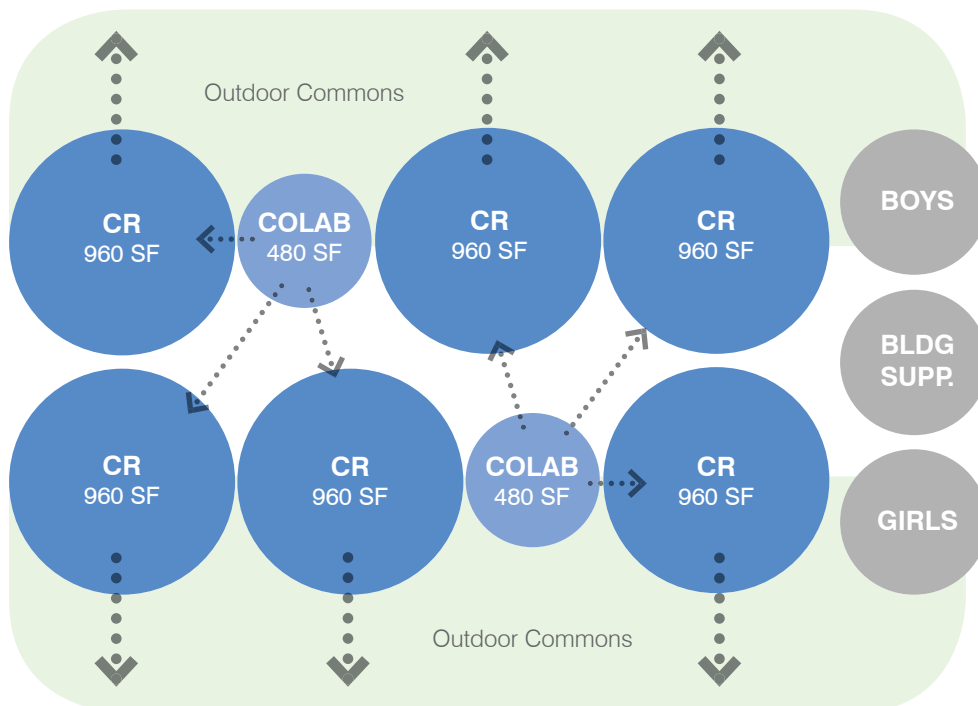 Outdoor Commons
CR
960 SF
COLAB
480 SF
CR
960 SF
CR
960 SF
BOYS
BLDG
SUPP.
CR
960 SF
CR
960 SF
COLAB
480 SF
CR
960 SF
GIRLS
Outdoor Commons